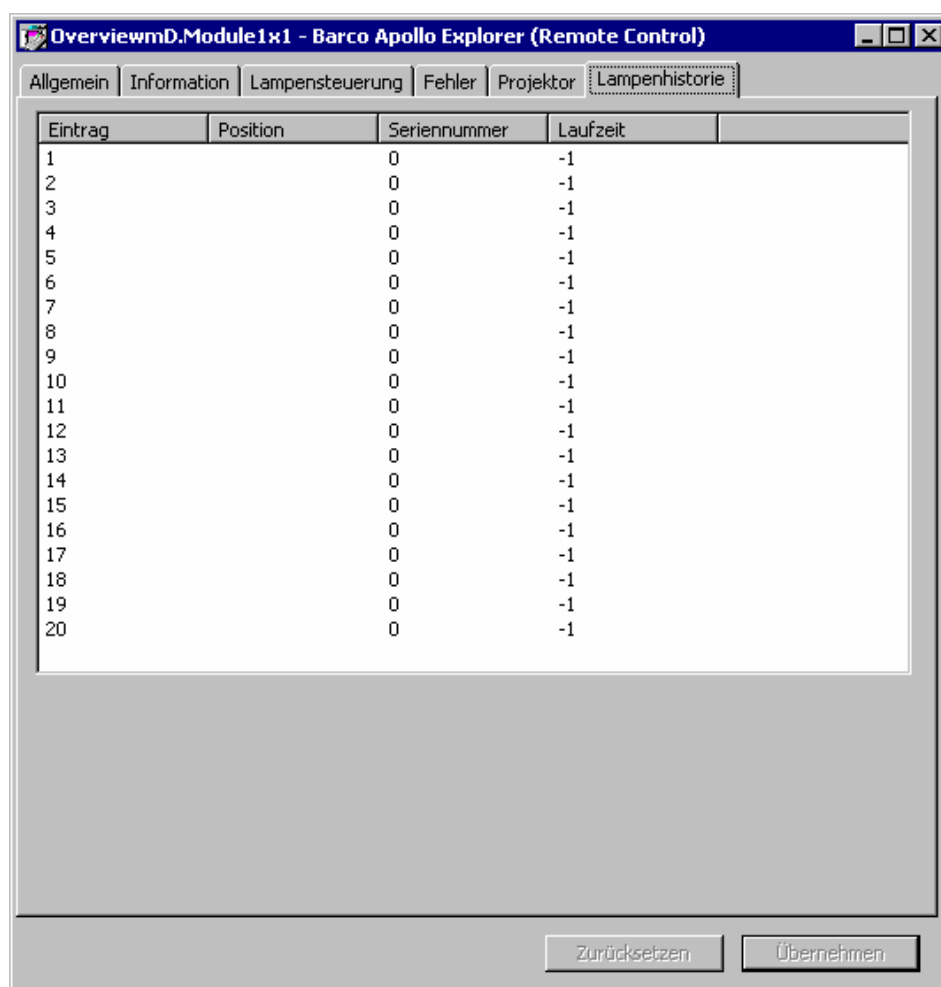 OverviewmD.Module1x1 - Barco Apollo Explorer (Remote Control)
Allgemein Information Lampensteuerung Fehler Projektor Lampenhistorie
Eintrag Position Seriennummer Laufzeit
1 0 -1
2 0 -1
3 0 -1
4 0 -1
5 0 -1
6 0 -1
7 0 -1
8 0 -1
9 0 -1
10 0 -1
11 0 -1
12 0 -1
13 0 -1
14 0 -1
15 0 -1
16 0 -1
17 0 -1
18 0 -1
19 0 -1
20 0 -1
Zurücksetzen Übernehmen